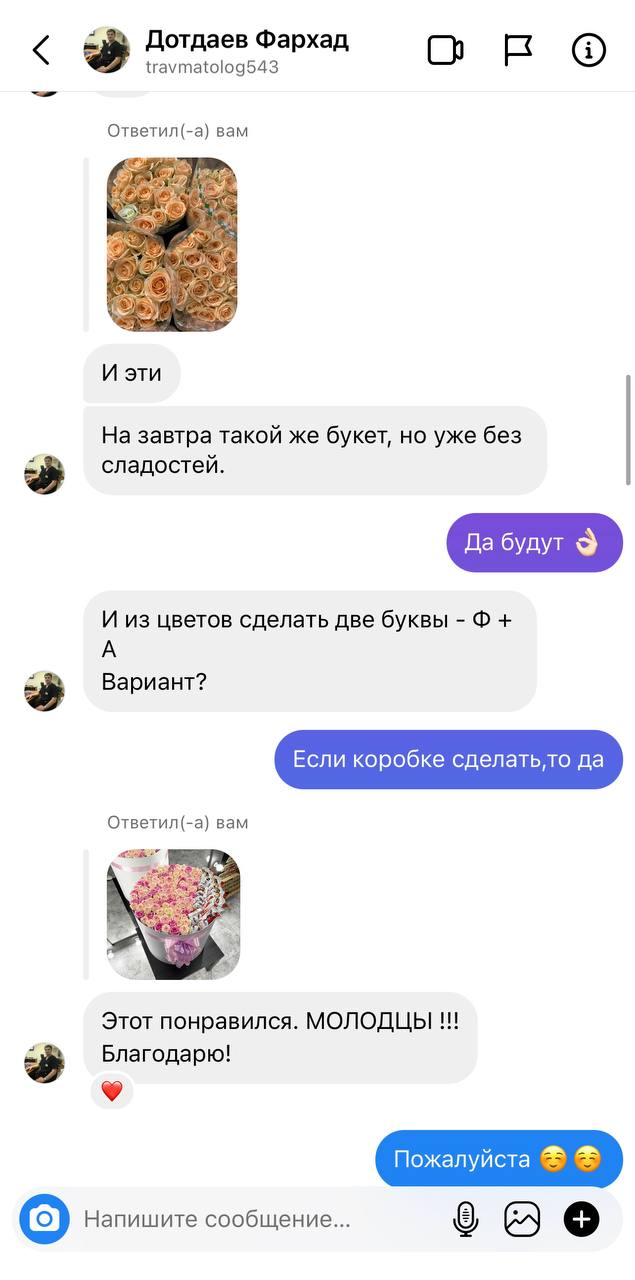 Дотдаев Фархад
travmatolog543
Ответил(-а) вам
И эти
На завтра такой же букет, но уже без
сладостей.
Да будут 👌🏻
И из цветов сделать две буквы - Ф +
А
Вариант?
Если коробке сделать,то да
Ответил(-а) вам
Этот понравился. МОЛОДЦЫ !!!
Благодарю!
❤️
Пожалуйста ☺️ ☺️
Напишите сообщение...